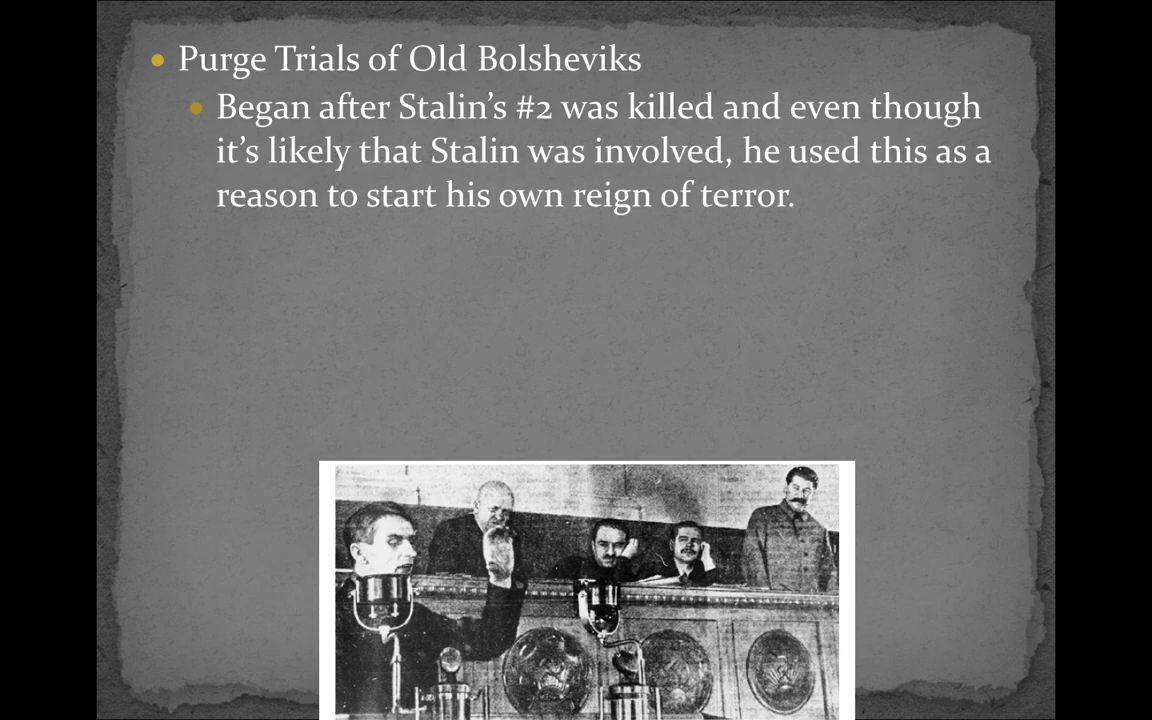 Purge Trials of Old Bolsheviks
Began after Stalin’s #2 was killed and even though
it’s likely that Stalin was involved, he used this as a
reason to start his own reign of terror.